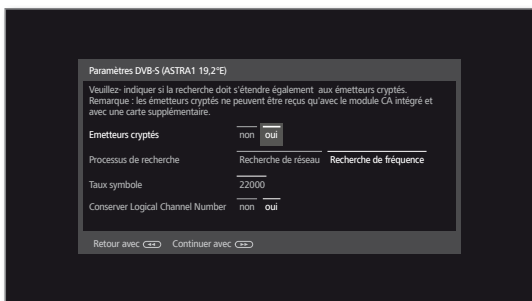 Paramètres DVB-S (ASTRA1 19,2°E)
Veuillez- indiquer si la recherche doit s'étendre également aux émetteurs cryptés.
Remarque : les émetteurs cryptés ne peuvent être reçus qu'avec le module CA intégré et
avec une carte supplémentaire.
Emetteurs cryptés non oui
Processus de recherche Recherche de réseau Recherche de fréquence
Taux symbole 22000
Conserver Logical Channel Number non oui
Retour avec Continuer avec